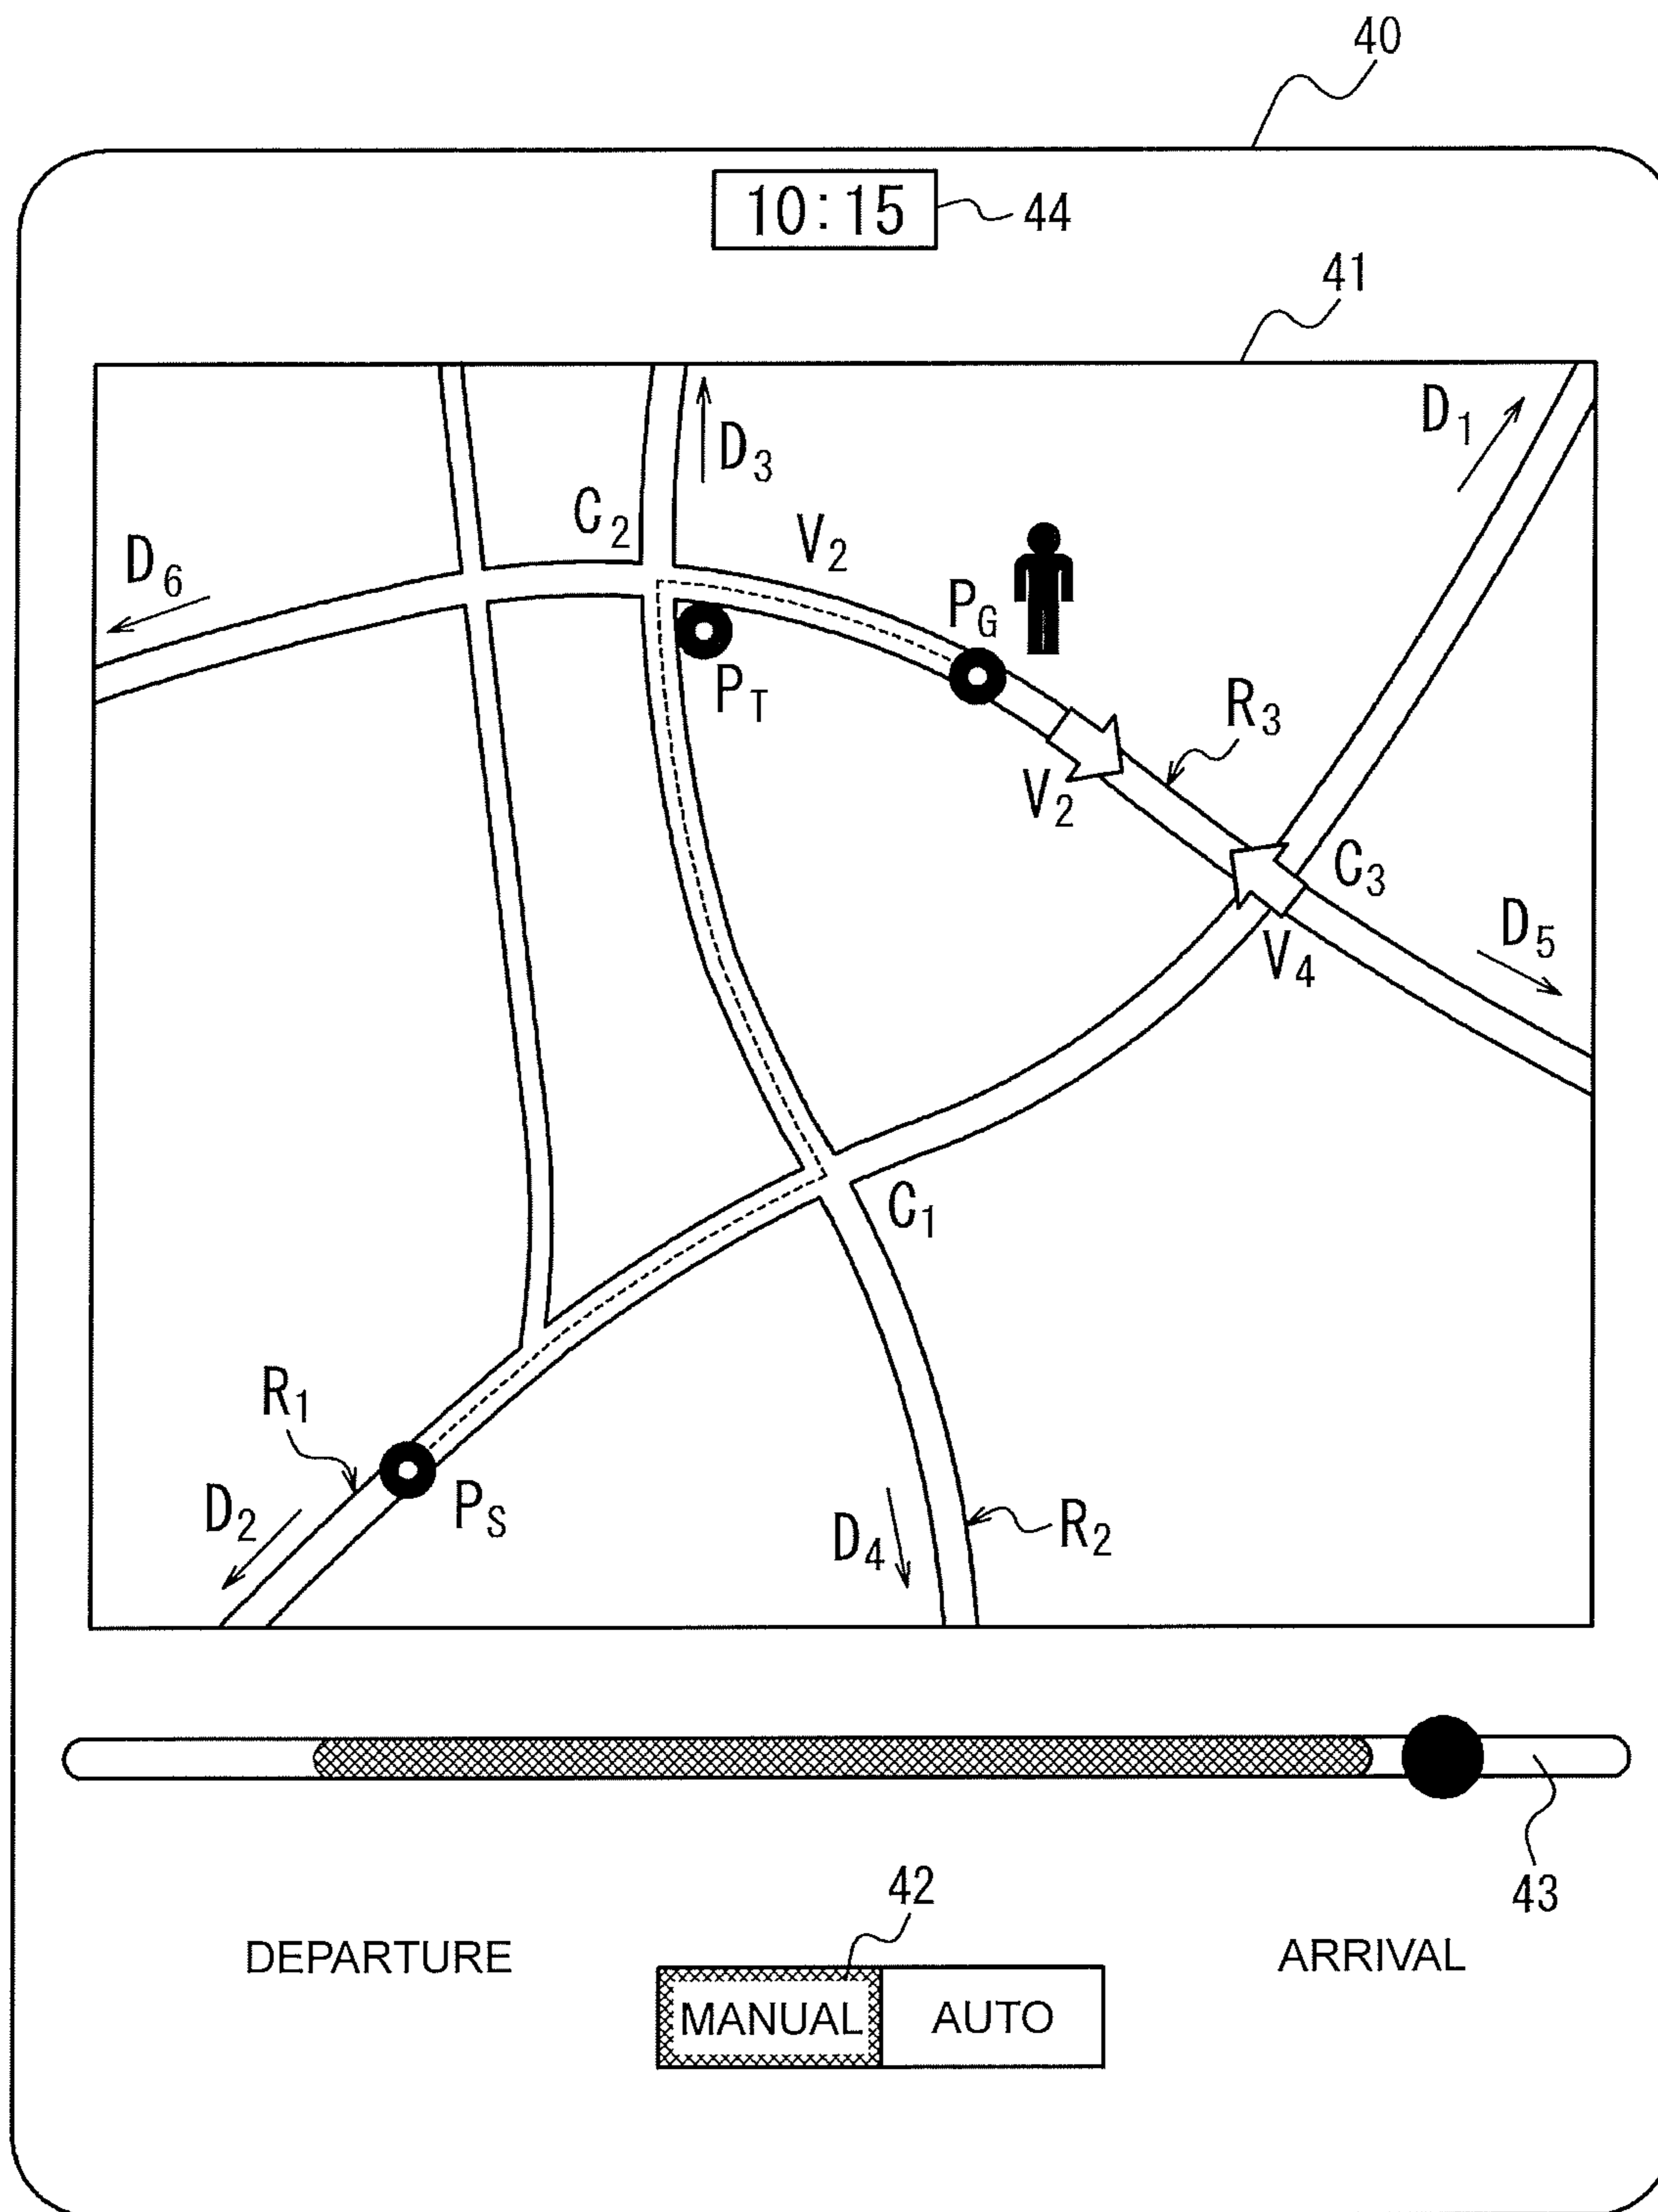 40
10:15
44
41
D1
D3
C2
V2
D6
PG
PT
R3
V2
C3
D5
V4
C1
R1
D2
PS
D4
R2
43
42
DEPARTURE
ARRIVAL
MANUAL
AUTO